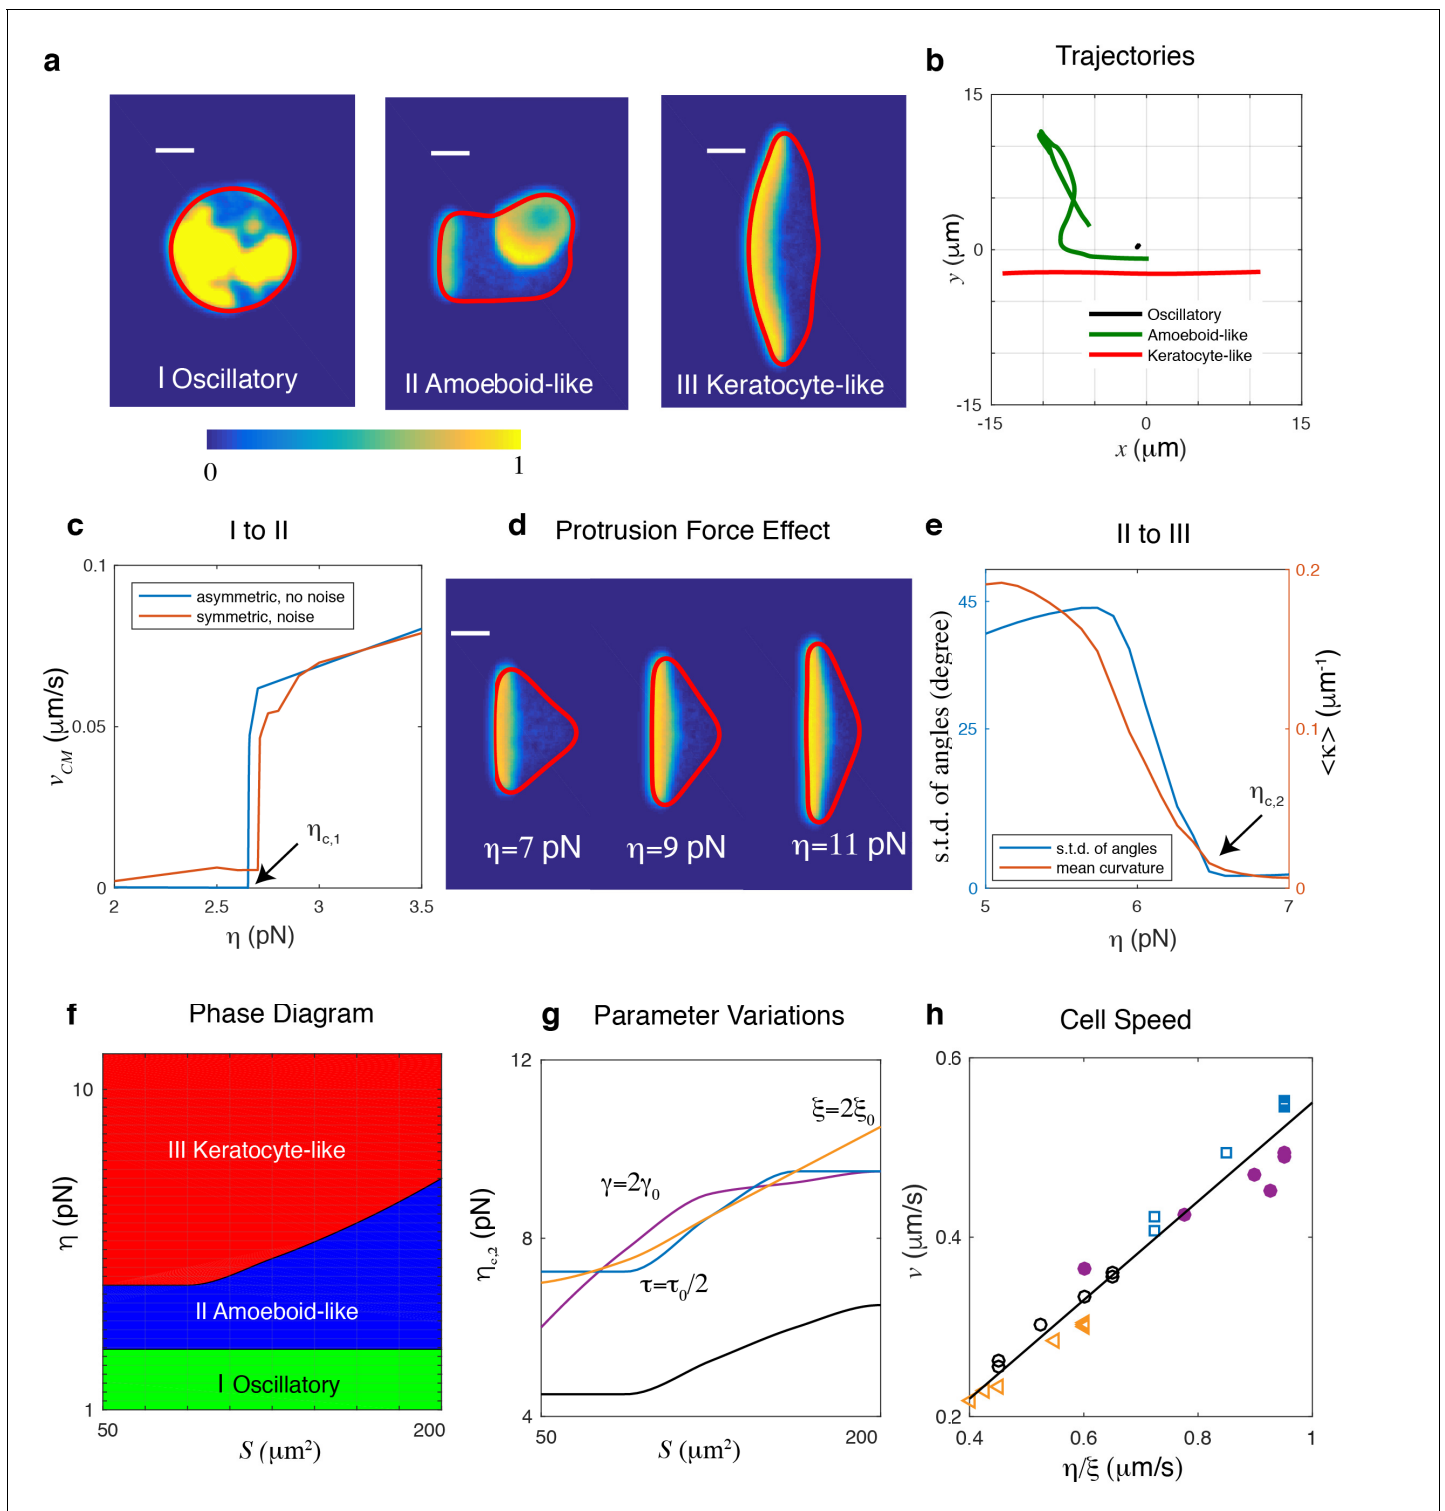 a
I Oscillatory
II Amoeboid-like
III Keratocyte-like
0
1
b
Trajectories
15
0
-15
y (μm)
-15
0
15
x (μm)
Oscillatory
Amoeboid-like
Keratocyte-like
c
I to II
0.1
0.05
0
v_CM (μm/s)
asymmetric, no noise
symmetric, noise
η_c,1
2
2.5
3
3.5
η (pN)
d
Protrusion Force Effect
η=7 pN
η=9 pN
η=11 pN
e
II to III
45
25
0
s.t.d. of angles (degree)
0.2
0.1
0
<κ> (μm⁻¹)
η_c,2
s.t.d. of angles
mean curvature
5
6
7
η (pN)
f
Phase Diagram
10
1
η (pN)
III Keratocyte-like
II Amoeboid-like
I Oscillatory
50
200
S (μm²)
g
Parameter Variations
12
8
4
η_c,2 (pN)
ξ=2ξ₀
γ=2γ₀
τ=τ₀/2
50
200
S (μm²)
h
Cell Speed
0.6
0.4
0.2
v (μm/s)
0.4
0.6
0.8
1
η/ξ (μm/s)